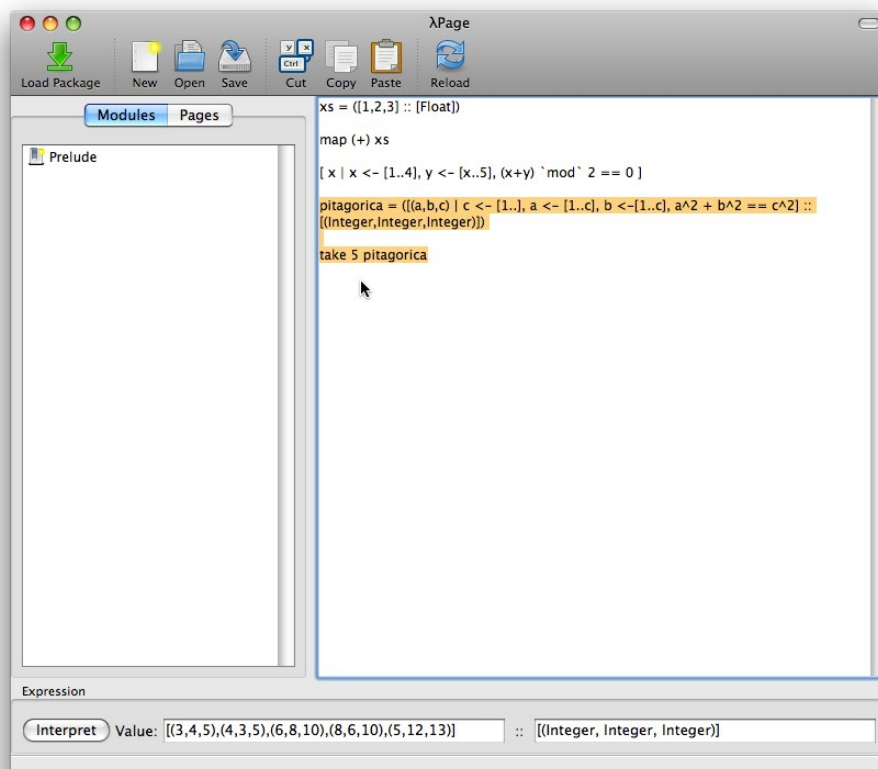 λPage
Load Package New Open Save Cut Copy Paste Reload
y x
Ctrl
Modules Pages
Prelude
xs = ([1,2,3] :: [Float])
map (+) xs
[ x | x <- [1..4], y <- [x..5], (x+y) `mod` 2 == 0 ]
pitagorica = ([(a,b,c) | c <- [1..], a <- [1..c], b <-[1..c], a^2 + b^2 == c^2] ::
[(Integer,Integer,Integer)])
take 5 pitagorica
Expression
Interpret Value: [(3,4,5),(4,3,5),(6,8,10),(8,6,10),(5,12,13)] :: [(Integer, Integer, Integer)]